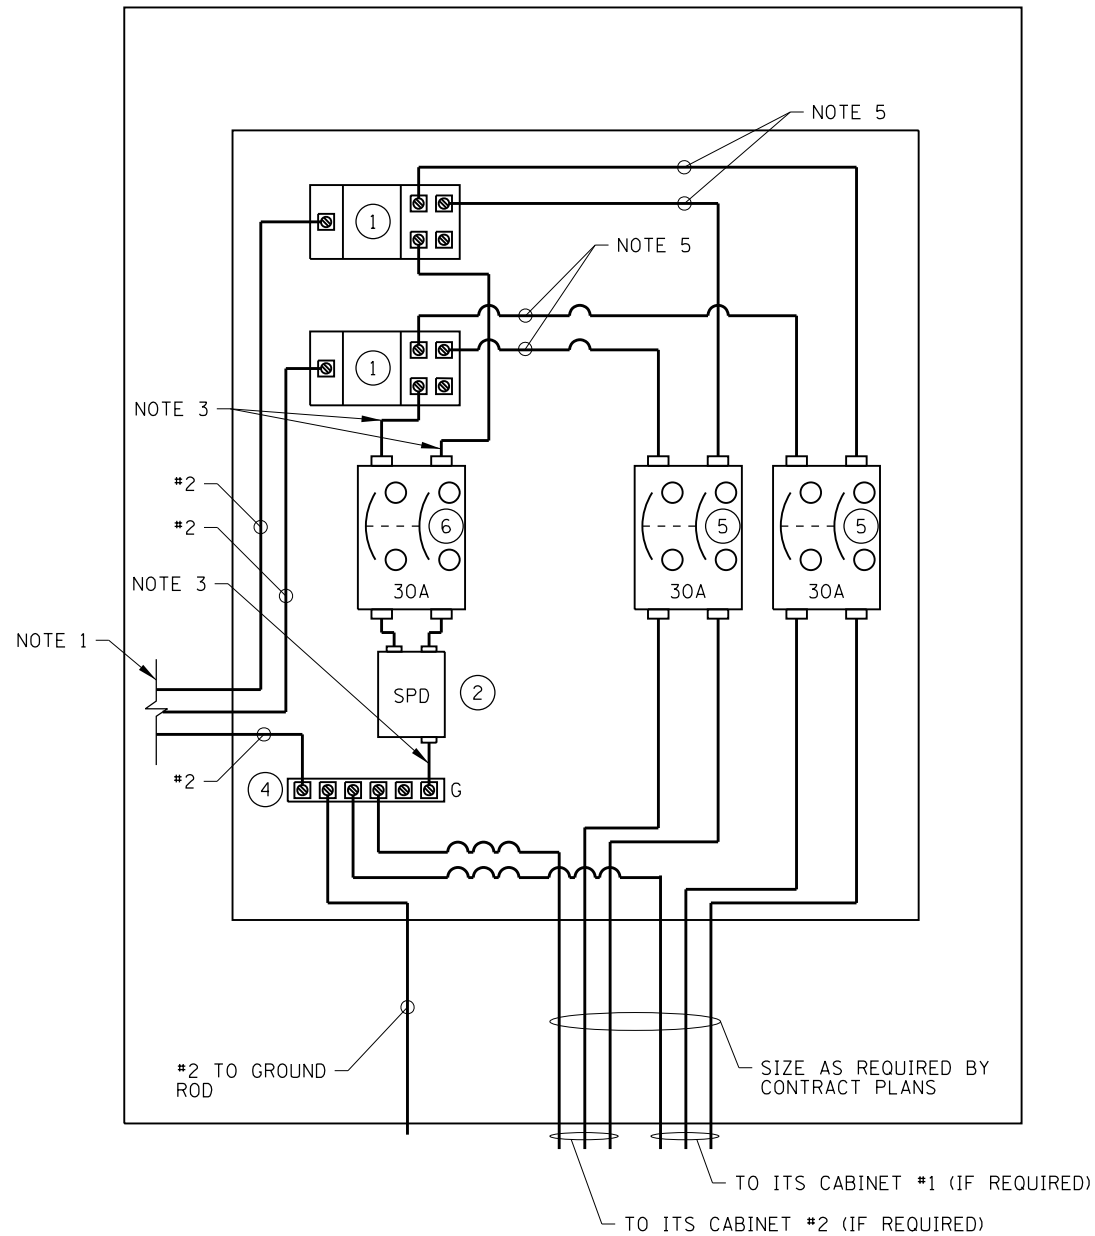 NOTE 5
1
NOTE 5
1
NOTE 3
#2
#2
6
5
5
NOTE 3
30A
30A
30A
NOTE 1
SPD
2
#2
4
G
#2 TO GROUND
ROD
SIZE AS REQUIRED BY
CONTRACT PLANS
TO ITS CABINET #1 (IF REQUIRED)
TO ITS CABINET #2 (IF REQUIRED)